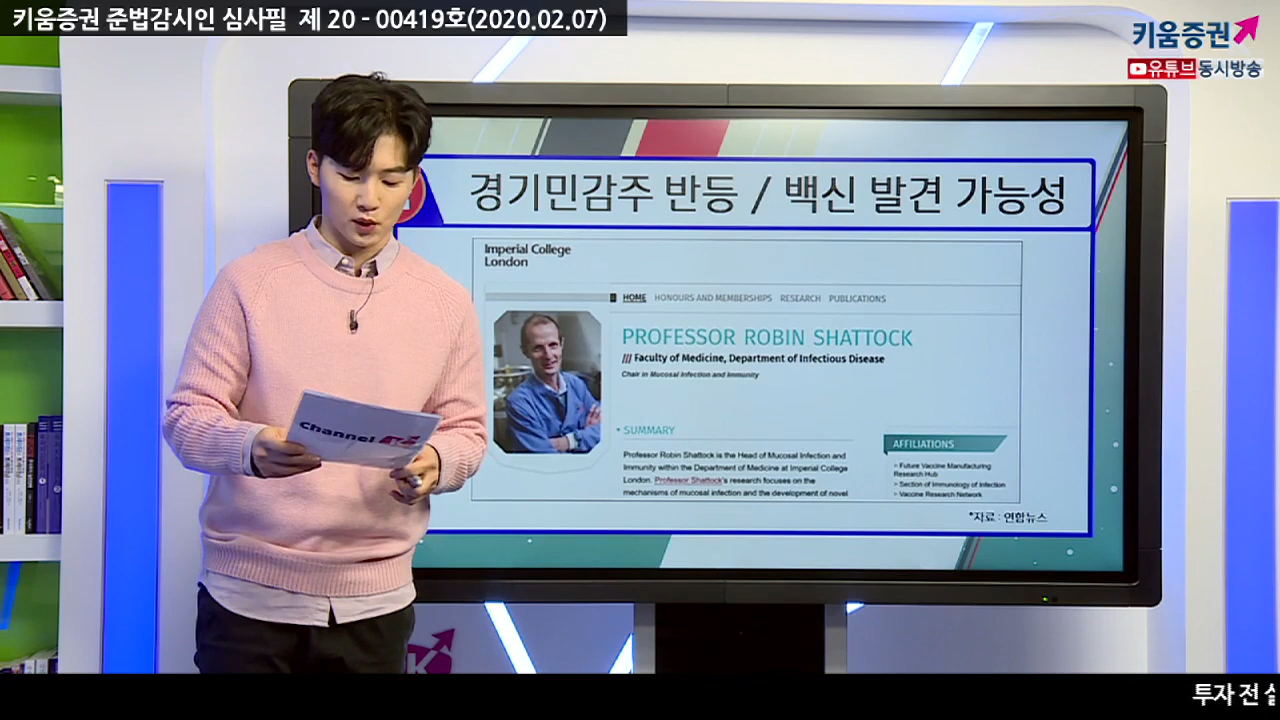 키움증권 준법감시인 심사필 제 20 - 00419호(2020.02.07)
키움증권
유튜브 동시방송
경기민감주 반등 / 백신 발견 가능성
Imperial College
London
HOME HONOURS AND MEMBERSHIPS RESEARCH PUBLICATIONS
PROFESSOR ROBIN SHATTOCK
/// Faculty of Medicine, Department of Infectious Disease
Chair in Mucosal Infection and Immunity
SUMMARY
Professor Robin Shattock is the Head of Mucosal Infection and
Immunity within the Department of Medicine at Imperial College
London. Professor Shattock's research focuses on the
mechanisms of mucosal infection and the development of novel
AFFILIATIONS
Future Vaccine Manufacturing
Research Hub
Section of Immunology of Infection
Vaccine Research Network
*자료 : 연합뉴스
Channel
K
투자 전